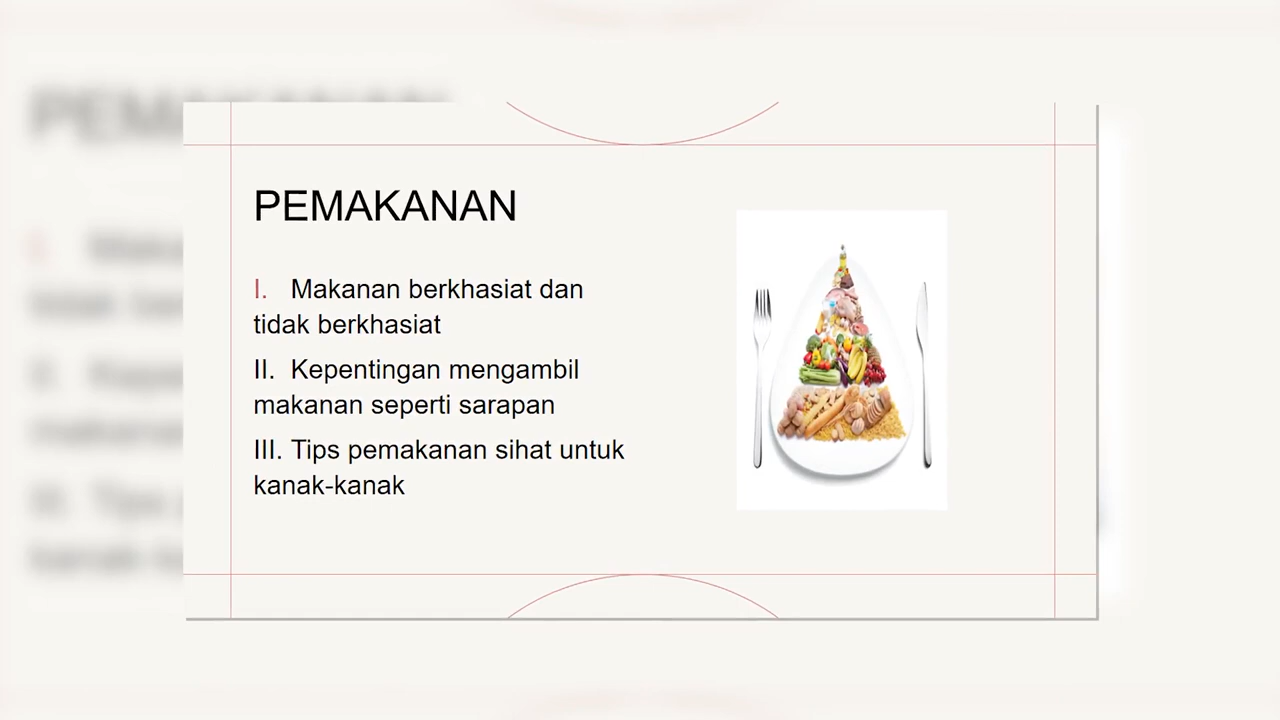 PEMAKANAN
I. Makanan berkhasiat dan
tidak berkhasiat
II. Kepentingan mengambil
makanan seperti sarapan
III. Tips pemakanan sihat untuk
kanak-kanak